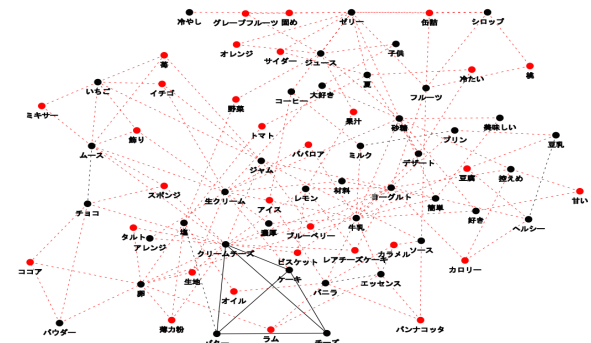 冷やし
グレープフルーツ
固め
ゼリー
缶詰
シロップ
オレンジ
サイダー
ジュース
子供
苺
いちご
イチゴ
コーヒー
大好き
夏
フルーツ
冷たい
桃
ミキサー
野菜
果汁
飾り
トマト
砂糖
美味しい
ムース
ババロア
ミルク
プリン
豆乳
ジャム
デザート
豆腐
控えめ
スポンジ
生クリーム
レモン
材料
ヨーグルト
甘い
チョコ
アイス
簡単
好き
塩
濃厚
牛乳
ヘルシー
タルト
アレンジ
ブルーベリー
クリームチーズ
ビスケット
レアチーズケーキ
カラメル
ソース
カロリー
ココア
卵
生地
ケーキ
オイル
バニラ
エッセンス
パウダー
薄力粉
バター
ラム
チーズ
パンナコッタ